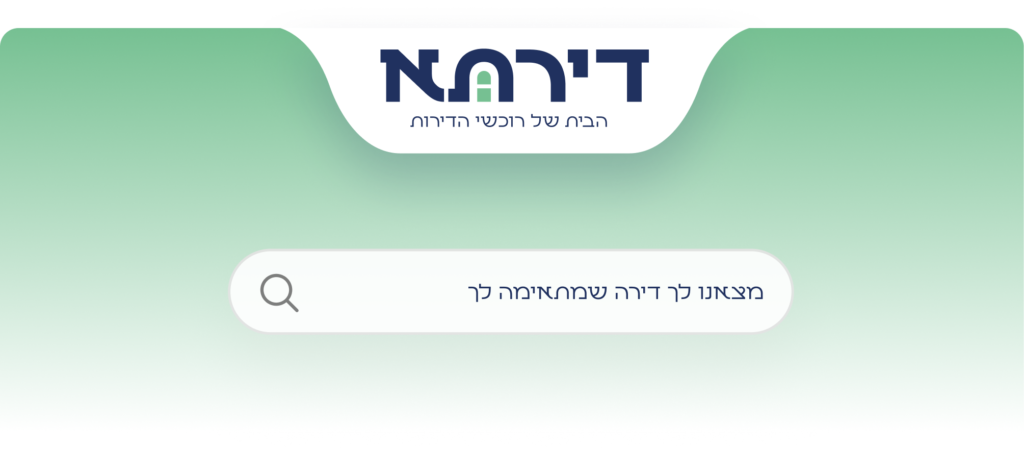 דירתא
הבית של רוכשי הדירות
מצאנו לך דירה שמתאימה לך